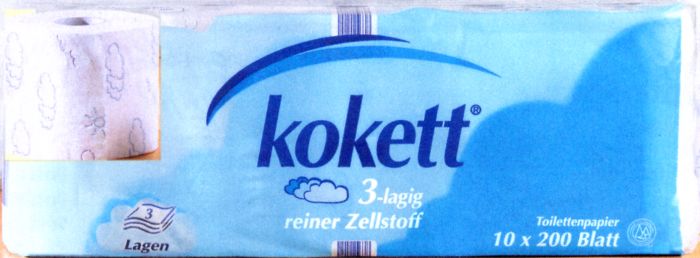 kokett®
3-lagig
reiner Zellstoff
3
Lagen
Toilettenpapier
10 x 200 Blatt